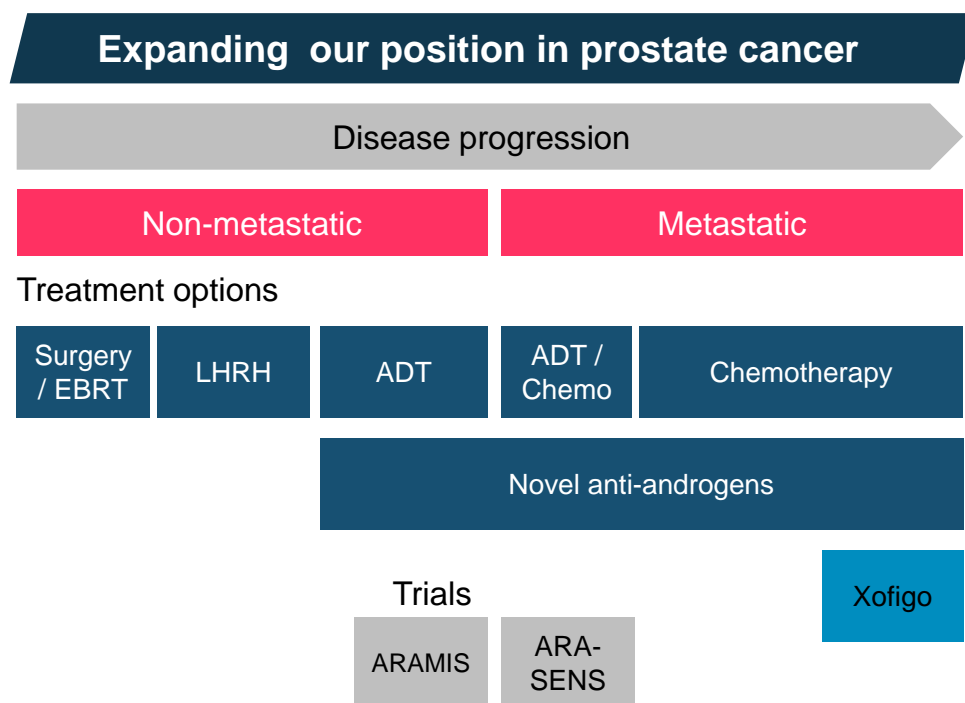 Expanding  our position in prostate cancer
Disease progression
Non-metastatic
Metastatic
Treatment options
Surgery
/ EBRT
LHRH
ADT
ADT /
Chemo
Chemotherapy
Novel anti-androgens
Xofigo
Trials
ARAMIS
ARA-
SENS